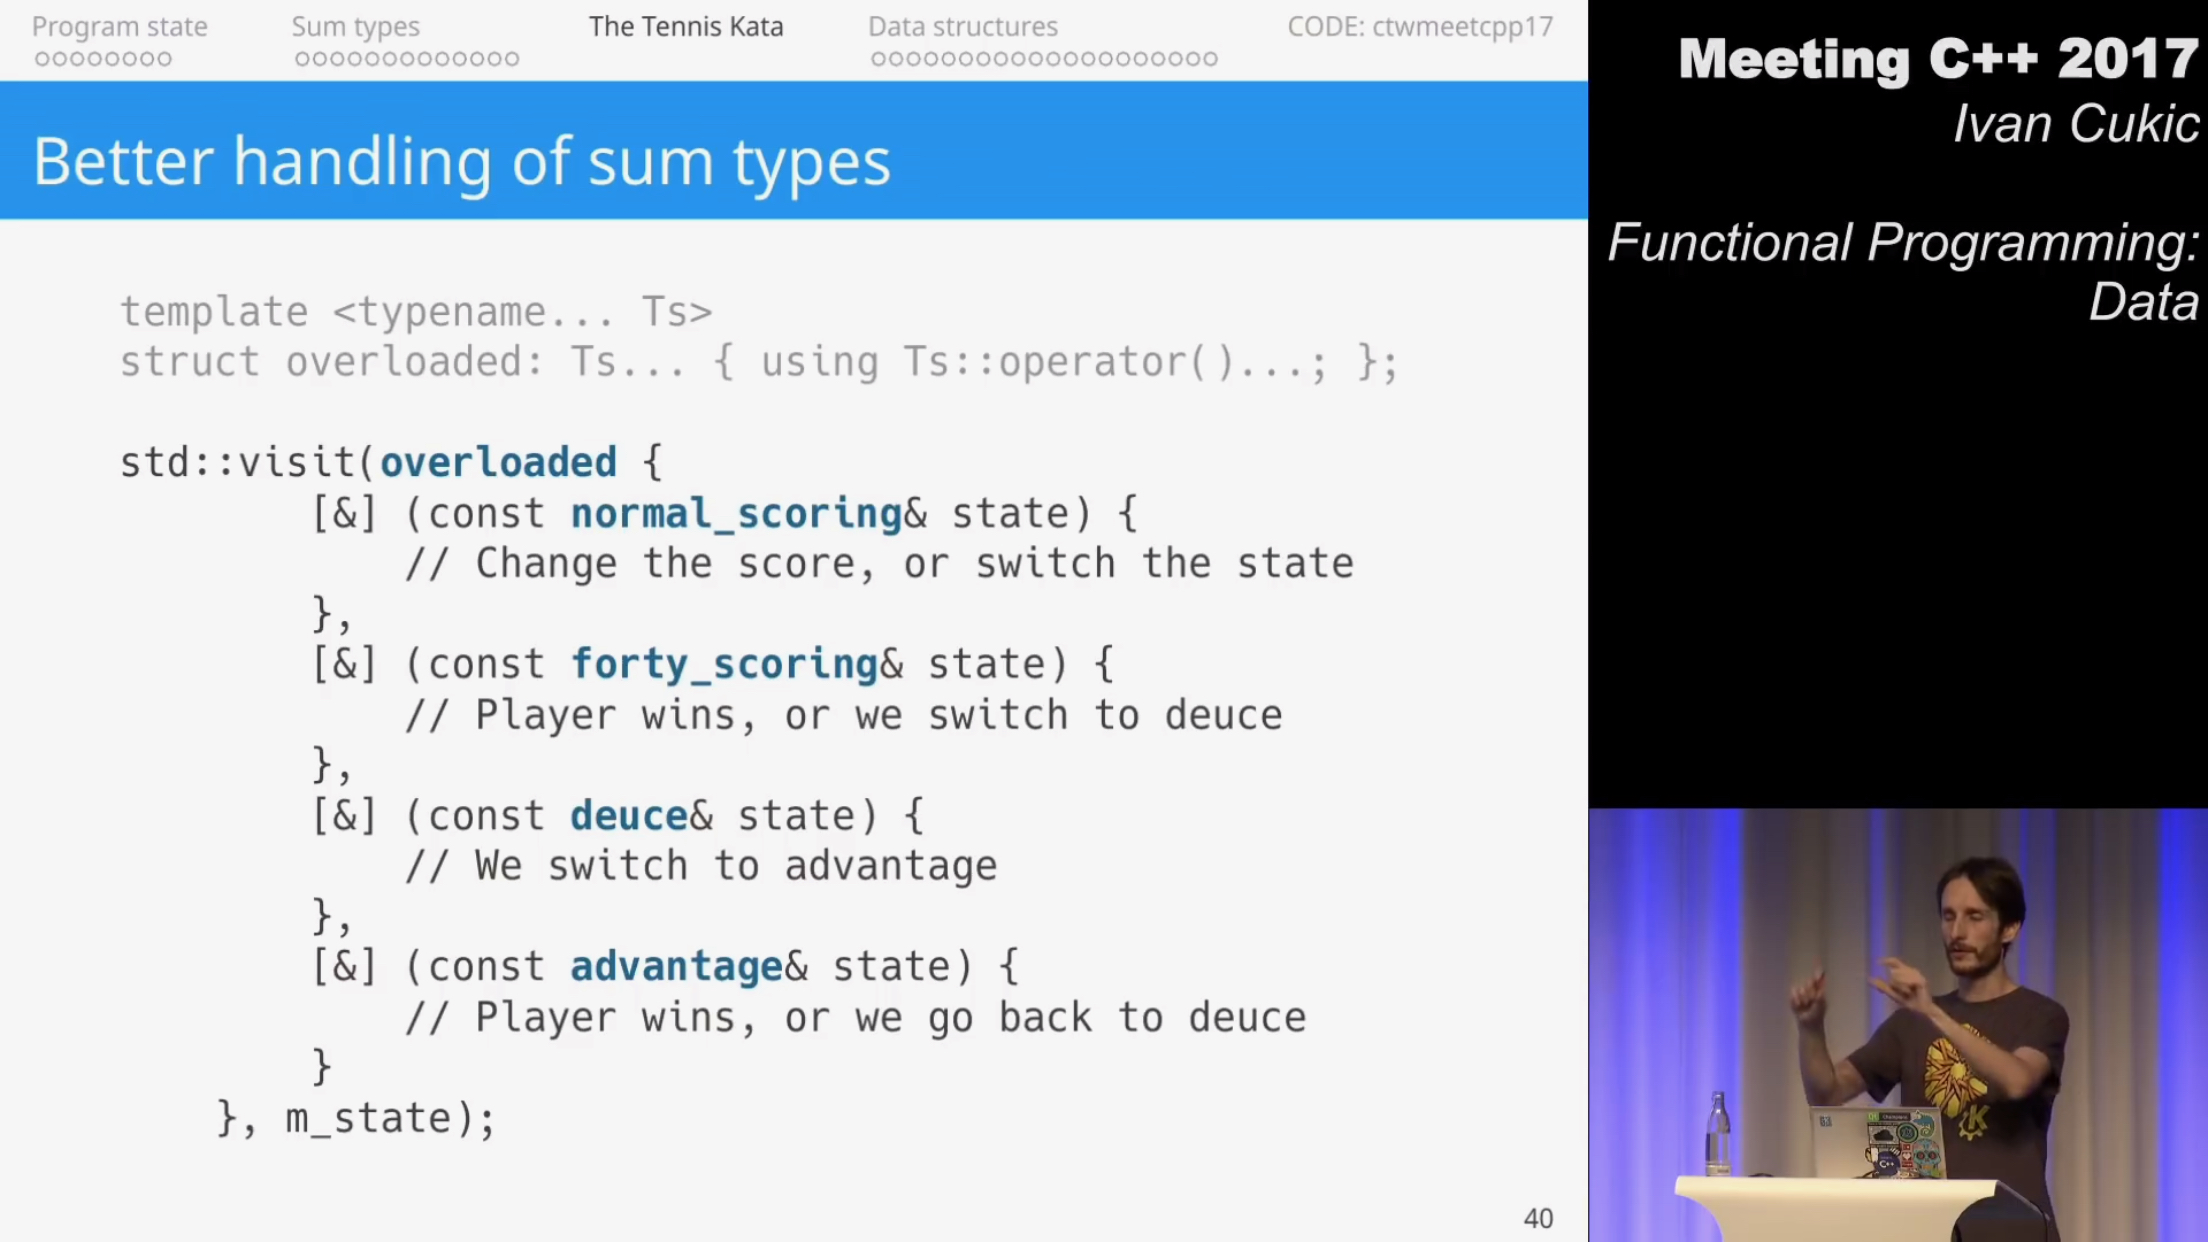 Program state
Sum types
The Tennis Kata
Data structures
CODE: ctwmeetcpp17
Better handling of sum types
template <typename... Ts>
struct overloaded: Ts... { using Ts::operator()...; };
std::visit(overloaded {
[&] (const normal_scoring& state) {
// Change the score, or switch the state
},
[&] (const forty_scoring& state) {
// Player wins, or we switch to deuce
},
[&] (const deuce& state) {
// We switch to advantage
},
[&] (const advantage& state) {
// Player wins, or we go back to deuce
}
}, m_state);
40
Meeting C++ 2017
Ivan Cukic
Functional Programming:
Data
C++